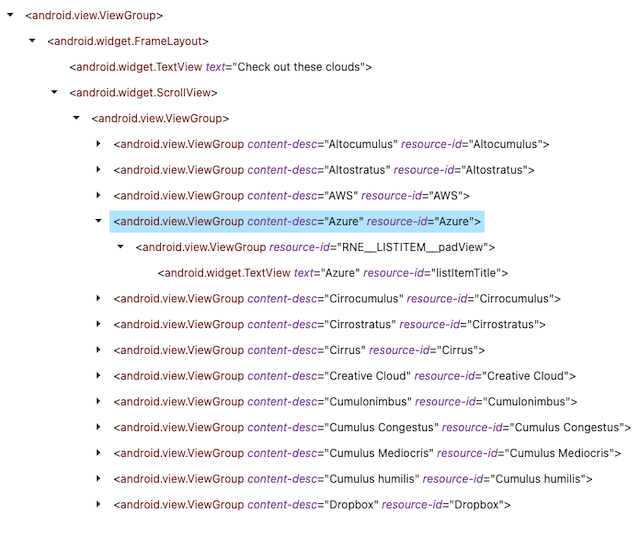 <android.view.ViewGroup>
<android.widget.FrameLayout>
<android.widget.TextView text="Check out these clouds">
<android.widget.ScrollView>
<android.view.ViewGroup>
<android.view.ViewGroup content-desc="Altocumulus" resource-id="Altocumulus">
<android.view.ViewGroup content-desc="Altostratus" resource-id="Altostratus">
<android.view.ViewGroup content-desc="AWS" resource-id="AWS">
<android.view.ViewGroup content-desc="Azure" resource-id="Azure">
<android.view.ViewGroup resource-id="RNE__LISTITEM__padView">
<android.widget.TextView text="Azure" resource-id="listItemTitle">
<android.view.ViewGroup content-desc="Cirrocumulus" resource-id="Cirrocumulus">
<android.view.ViewGroup content-desc="Cirrostratus" resource-id="Cirrostratus">
<android.view.ViewGroup content-desc="Cirrus" resource-id="Cirrus">
<android.view.ViewGroup content-desc="Creative Cloud" resource-id="Creative Cloud">
<android.view.ViewGroup content-desc="Cumulonimbus" resource-id="Cumulonimbus">
<android.view.ViewGroup content-desc="Cumulus Congestus" resource-id="Cumulus Congestus">
<android.view.ViewGroup content-desc="Cumulus Mediocris" resource-id="Cumulus Mediocris">
<android.view.ViewGroup content-desc="Cumulus humilis" resource-id="Cumulus humilis">
<android.view.ViewGroup content-desc="Dropbox" resource-id="Dropbox">